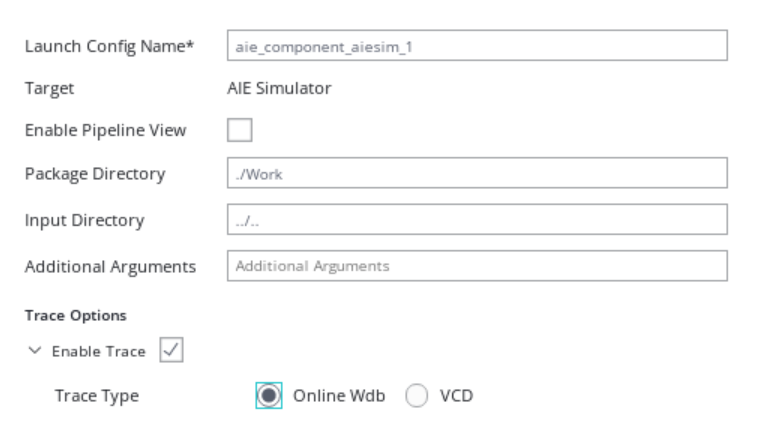 Launch Config Name* aie_component_aiesim_1
Target AIE Simulator
Enable Pipeline View
Package Directory ./Work
Input Directory ../..
Additional Arguments Additional Arguments
Trace Options
Enable Trace
Trace Type Online Wdb VCD